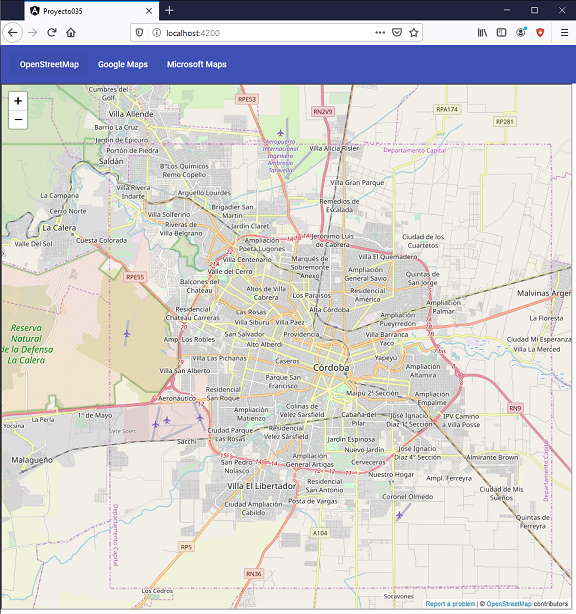 Proyecto035
localhost:4200
OpenStreetMap
Google Maps
Microsoft Maps
+
−
Cumbres del
Golf
Villa Allende
RPE53
RN2V9
RPA174
RP281
Barrio La Cruz
Jardín de Epicuro
Portón de Piedra
Saldán
Aeropuerto
Internacional
Ingeniero
Ambrosio
Taravella
Villa Alicia Risler
Departamento Capital
B°Los Químicos
Remo Copello
Villa Rivera
Indarte
Argüello Lourdes
Villa Gran Parque
La Campana
Cerro Norte
La Calera
Villa Solferino
Brigadier San
Martín
Remedios de
Escalada
Riveras de
Villa Belgrano
Jardín Claret
Valle Del Sol
Cuesta Colorada
Ampliación
Poeta Lugones
Jerónimo Luis
de Cabrera
Ciudad de los
Cuartetos
RPE55
Villa Centenario
Valle del Cerro
Marqués de
Sobremonte
Anexo
Villa El Quemadero
Ampliación
General Savio
Quintas de
San Jorge
Balcones del
Chateau
Altos de Villa
Cabrera
Los Paraísos
Residencial
América
Malvinas Argen
Residencial
Chateau Carreras
Las Rosas
Alta Córdoba
Ampliación
Palmar
Villa Siburu
Villa Paez
Ampliación
Pueyrredón
La Floresta
Reserva
Natural
de la Defensa
La Calera
Amp. Los Robles
San Salvador
Providencia
Villa Barranca
Yaco
Ciudad Mi Esperanza
Villa La Merced
Alto Alberdi
Villa Las Pichanas
Caseros
Yapeyú
Villa San Alberto
Córdoba
Ampliación
Altamira
Parque San
Francisco
Residencial
San Roque
Maipú 2ª Sección
Ampliación
Empalme
Aeronáutico
RN9
La Perla
1° de Mayo
Ampliación
Matienzo
Colinas de
Vélez Sársfield
Cabaña del
Pilar
José Ignacio
Díaz 1ª Sección
IPV Camino
a Villa Posse
Sacchi
Ciudad Parque
Las Rosas
Residencial
Vélez Sársfield
Jardín Espinosa
Malagueño
San Pedro
Nolasco
Ampliación
General Artigas
Nuevo Jardín
Cerveceros
José Ignacio
Díaz 4ª Sección
Almirante Brown
Nuestro Hogar
Ampl. Ferreyra
Villa El Libertador
Residencial
San Antonio
Coronel Olmedo
Ciudad de Mis
Sueños
Departamento Capital
Ciudad Ampliación
Cabildo
Posta de Vargas
Quintas de
Ferreyra
Departamento Capital
RP5
A104
RN36
Los Cedros
Socavones
Report a problem | © OpenStreetMap contributors